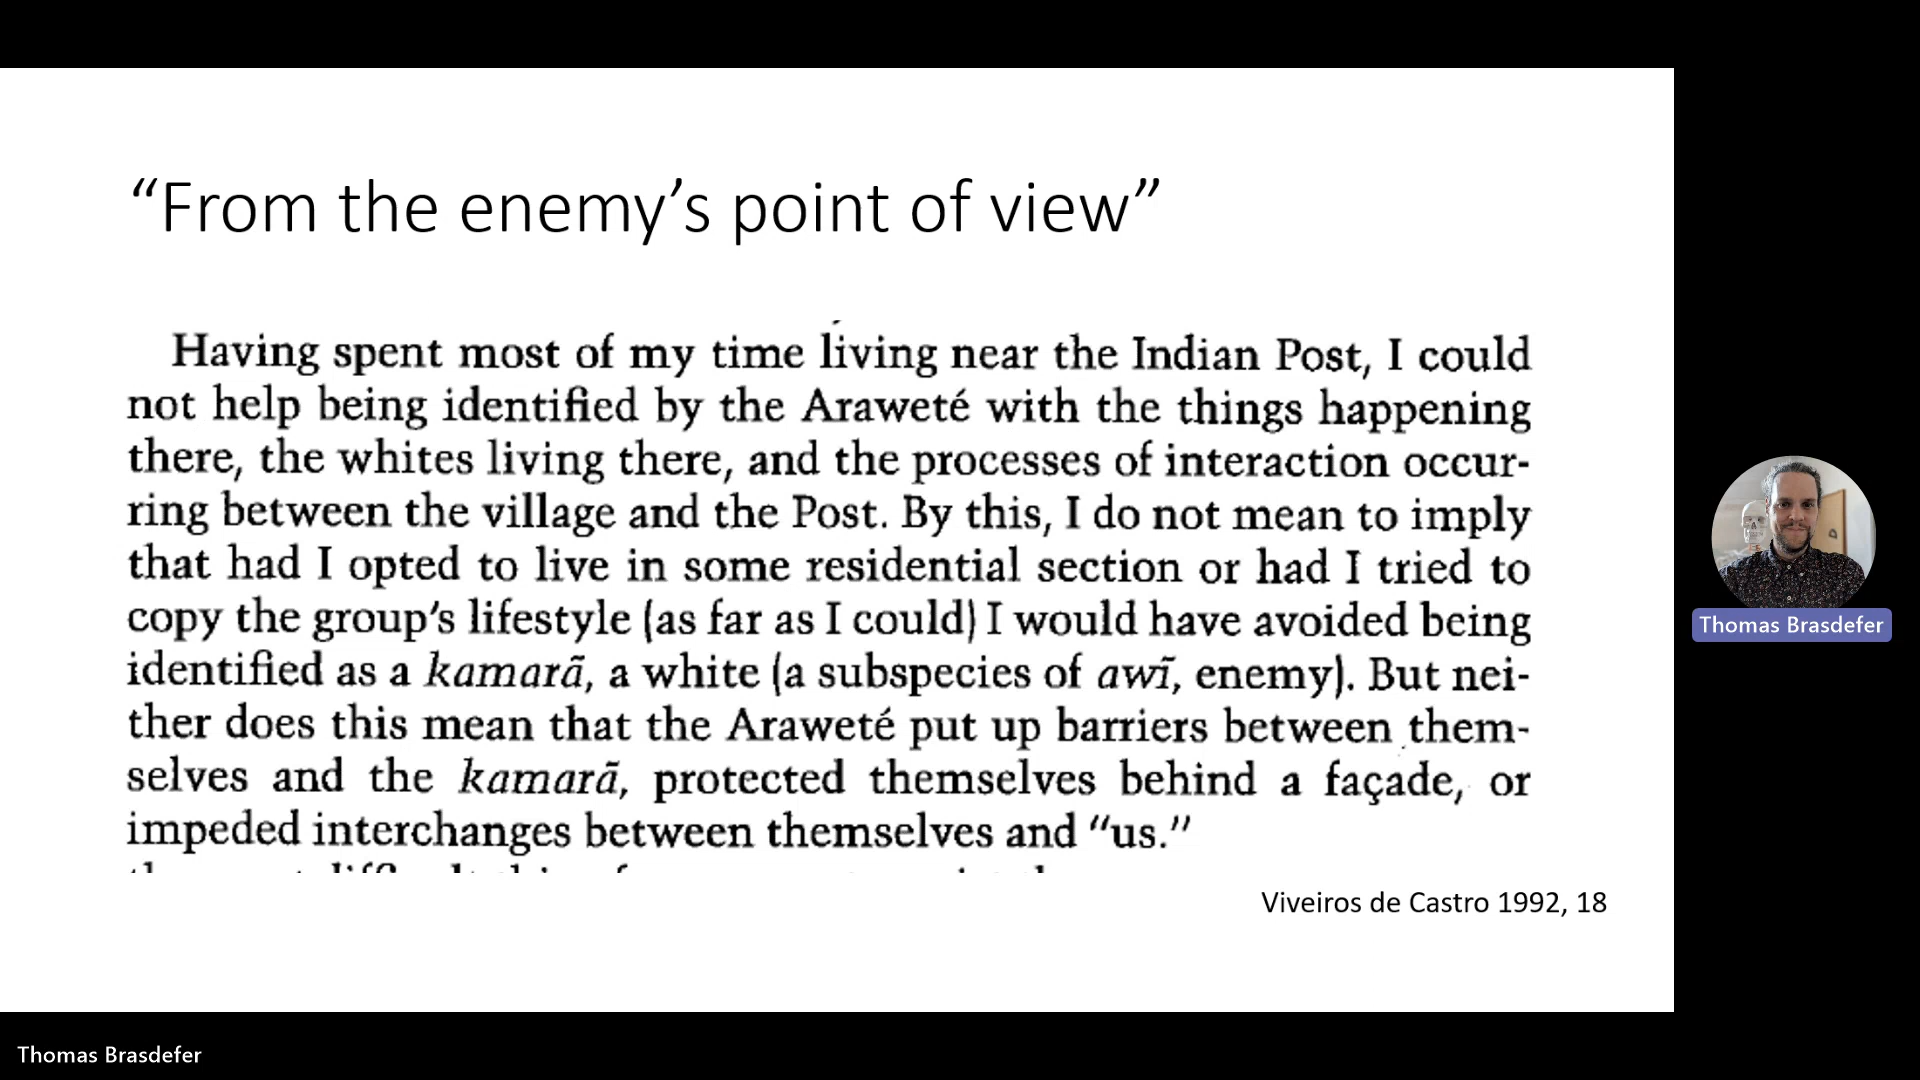 “From the enemy’s point of view”
Having spent most of my time living near the Indian Post, I could
not help being identified by the Araweté with the things happening
there, the whites living there, and the processes of interaction occur-
ring between the village and the Post. By this, I do not mean to imply
that had I opted to live in some residential section or had I tried to
copy the group’s lifestyle (as far as I could) I would have avoided being
identified as a kamarã, a white (a subspecies of awĩ, enemy). But nei-
ther does this mean that the Araweté put up barriers between them-
selves and the kamarã, protected themselves behind a façade, or
impeded interchanges between themselves and “us.”
Viveiros de Castro 1992, 18
Thomas Brasdefer
Thomas Brasdefer